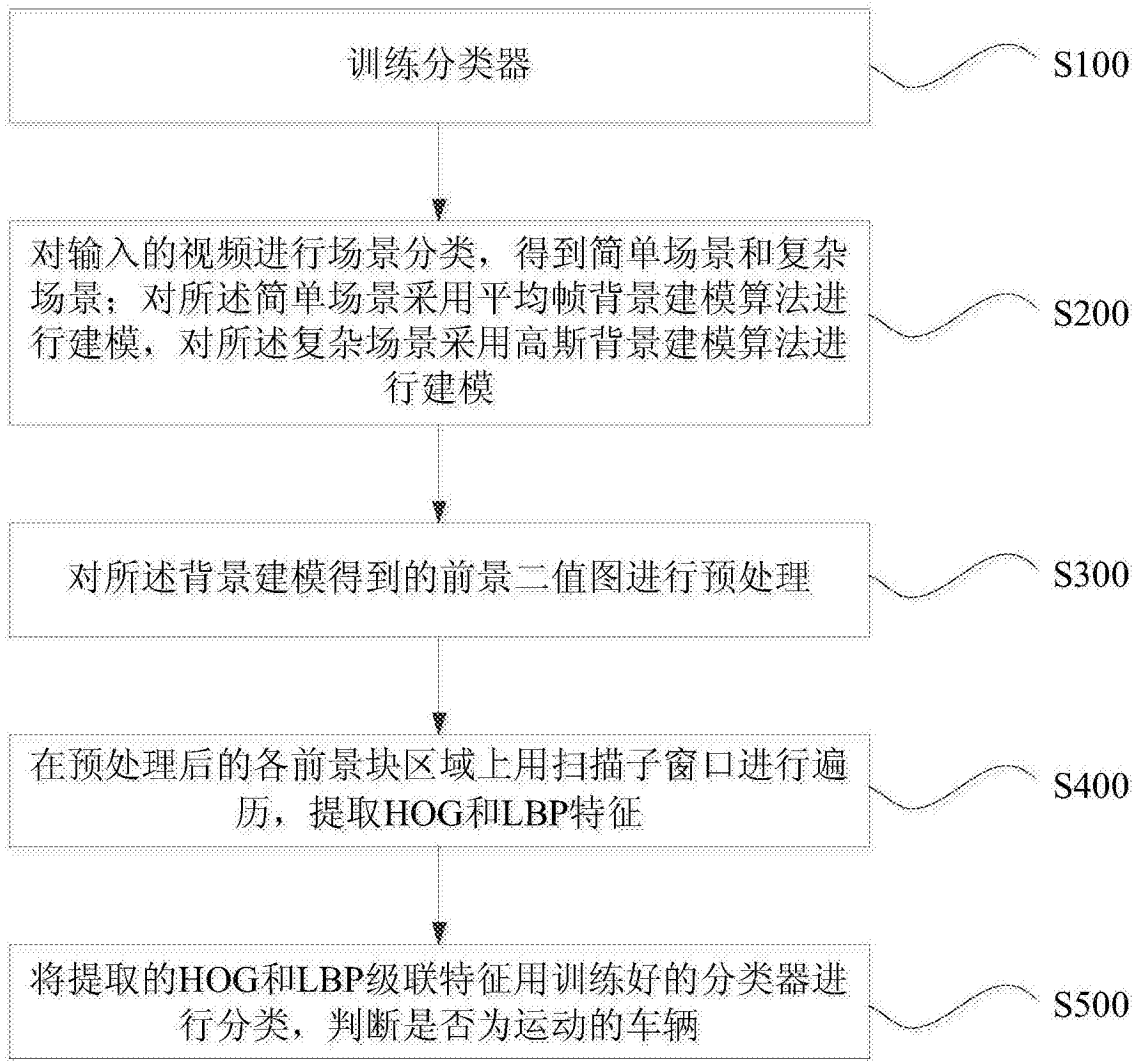 训练分类器
S100
对输入的视频进行场景分类，得到简单场景和复杂
场景；对所述简单场景采用平均帧背景建模算法进
行建模，对所述复杂场景采用高斯背景建模算法进
行建模
S200
对所述背景建模得到的前景二值图进行预处理
S300
在预处理后的各前景块区域上用扫描子窗口进行遍
历，提取HOG和LBP特征
S400
将提取的HOG和LBP级联特征用训练好的分类器进
行分类，判断是否为运动的车辆
S500